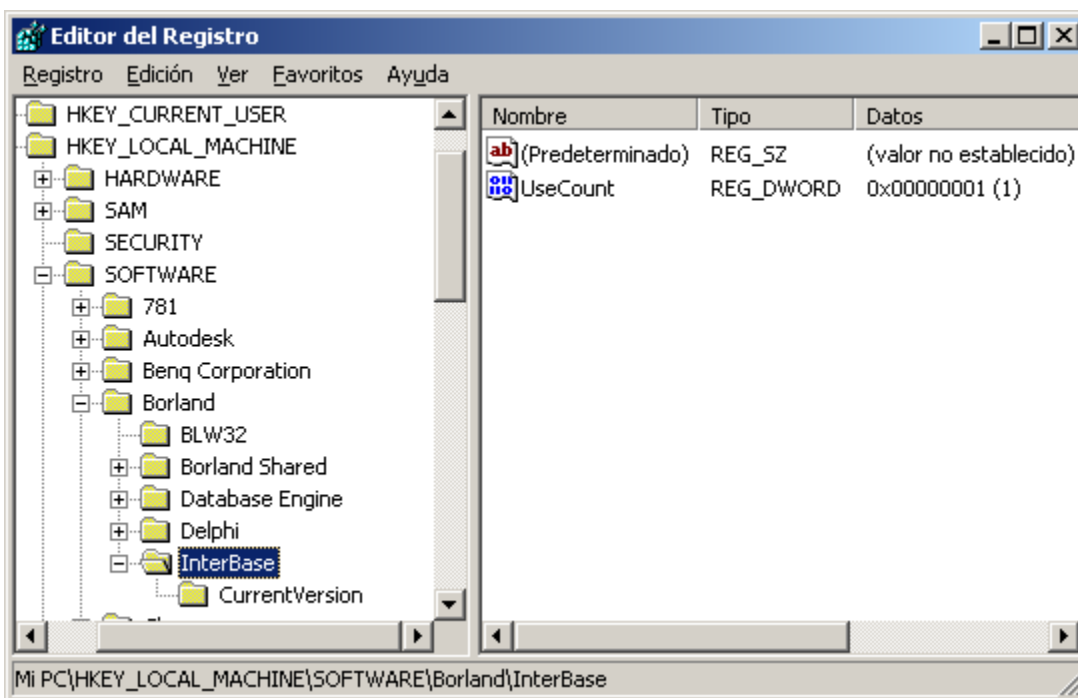 Editor del Registro
Registro Edición Ver Favoritos Ayuda
HKEY_CURRENT_USER
HKEY_LOCAL_MACHINE
HARDWARE
SAM
SECURITY
SOFTWARE
781
Autodesk
Benq Corporation
Borland
BLW32
Borland Shared
Database Engine
Delphi
InterBase
CurrentVersion
Nombre Tipo Datos
(Predeterminado) REG_SZ (valor no establecido)
UseCount REG_DWORD 0x00000001 (1)
Mi PC\HKEY_LOCAL_MACHINE\SOFTWARE\Borland\InterBase